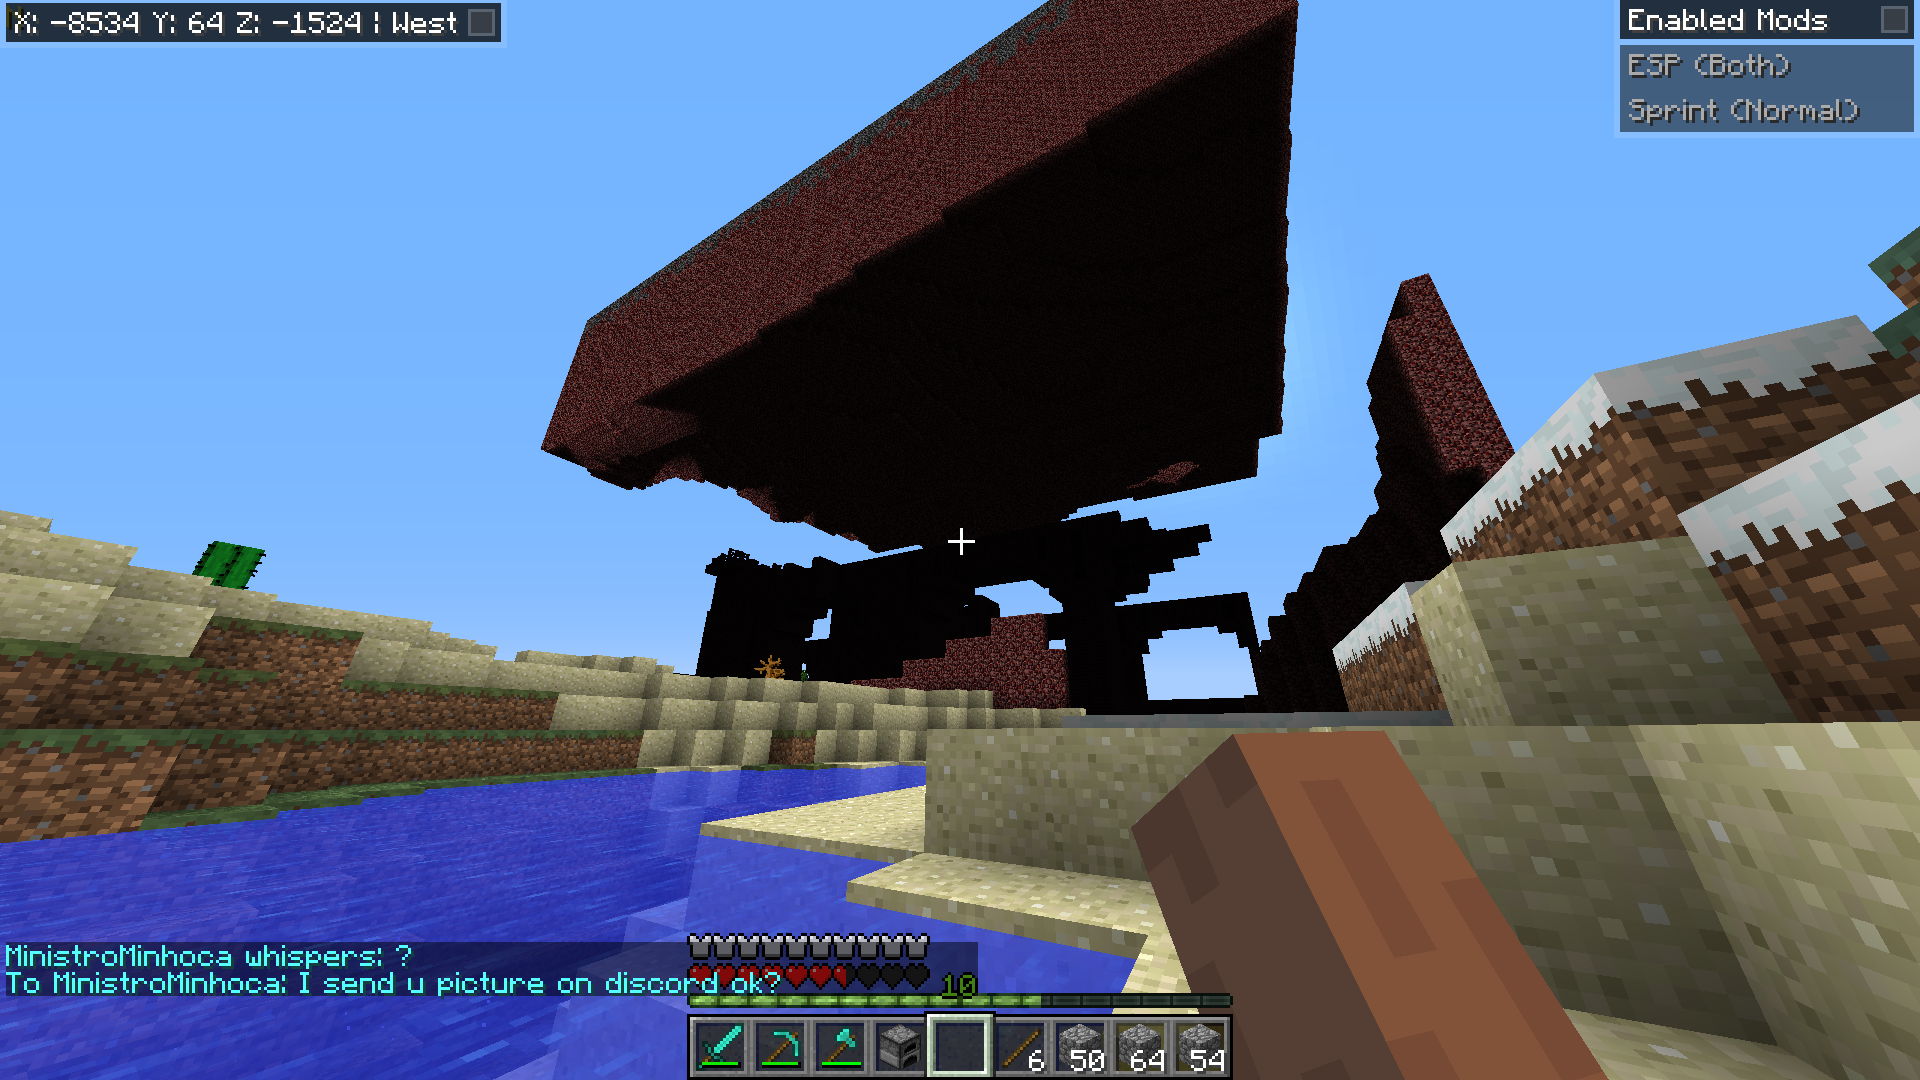 X: -8534 Y: 64 Z: -1524 | West
Enabled Mods
ESP (Both)
Sprint (Normal)
MinistroMinhoca whispers: ?
To MinistroMinhoca: I send u picture on discord ok?
10
6 50 64 54